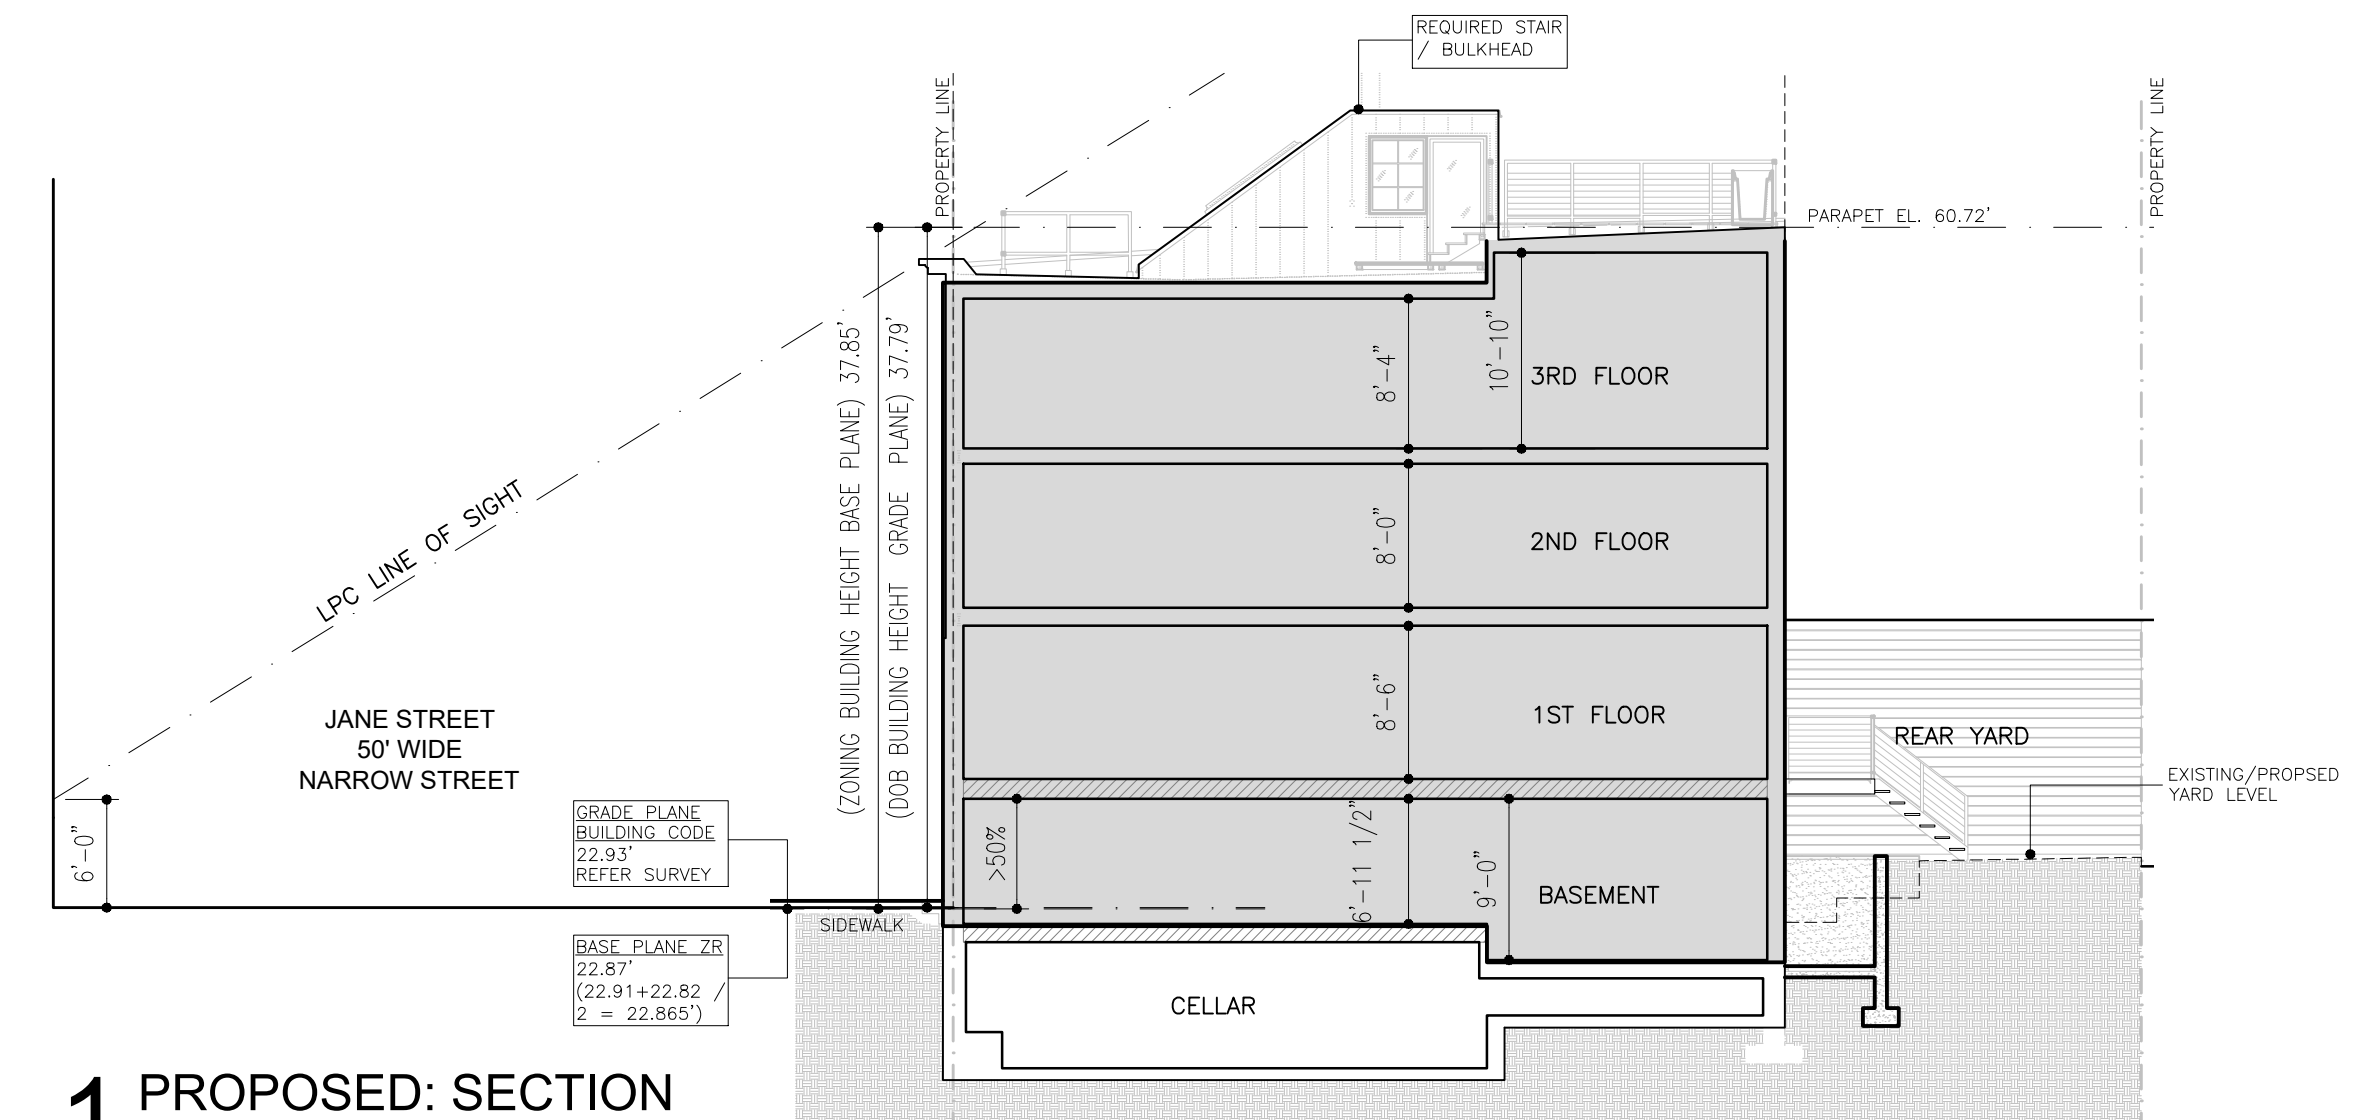 REQUIRED STAIR
/ BULKHEAD
PROPERTY LINE
PROPERTY LINE
PARAPET EL. 60.72'
(ZONING BUILDING HEIGHT BASE PLANE) 37.85'
(DOB BUILDING HEIGHT GRADE PLANE) 37.79'
8'-4"
10'-10"
3RD FLOOR
LPC LINE OF SIGHT
8'-0"
2ND FLOOR
JANE STREET
50' WIDE
NARROW STREET
8'-6"
1ST FLOOR
REAR YARD
EXISTING/PROPSED
YARD LEVEL
6'-0"
GRADE PLANE
BUILDING CODE
22.93'
REFER SURVEY
>50%
6'-11 1/2"
9'-0"
BASEMENT
SIDEWALK
BASE PLANE ZR
22.87'
(22.91+22.82 /
2 = 22.865')
CELLAR
1 PROPOSED: SECTION